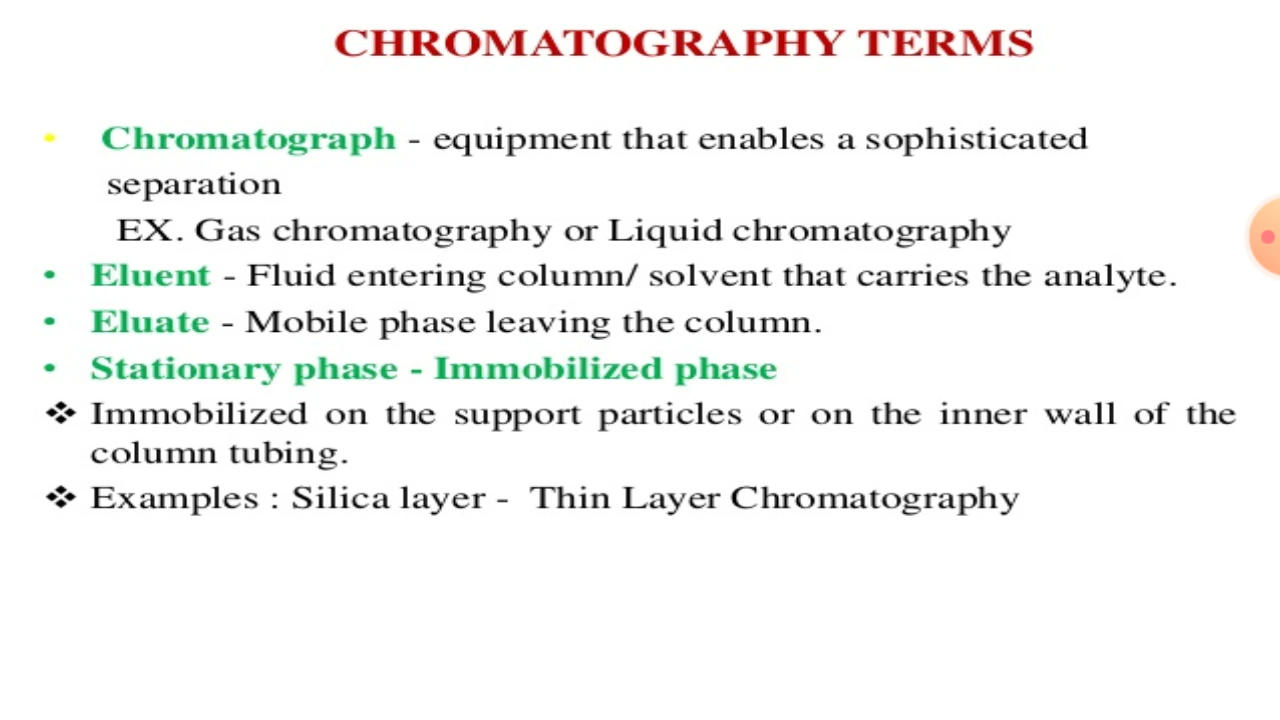 CHROMATOGRAPHY TERMS
• Chromatograph - equipment that enables a sophisticated
separation
EX. Gas chromatography or Liquid chromatography
• Eluent - Fluid entering column/ solvent that carries the analyte.
• Eluate - Mobile phase leaving the column.
• Stationary phase - Immobilized phase
❖ Immobilized on the support particles or on the inner wall of the
column tubing.
❖ Examples : Silica layer - Thin Layer Chromatography